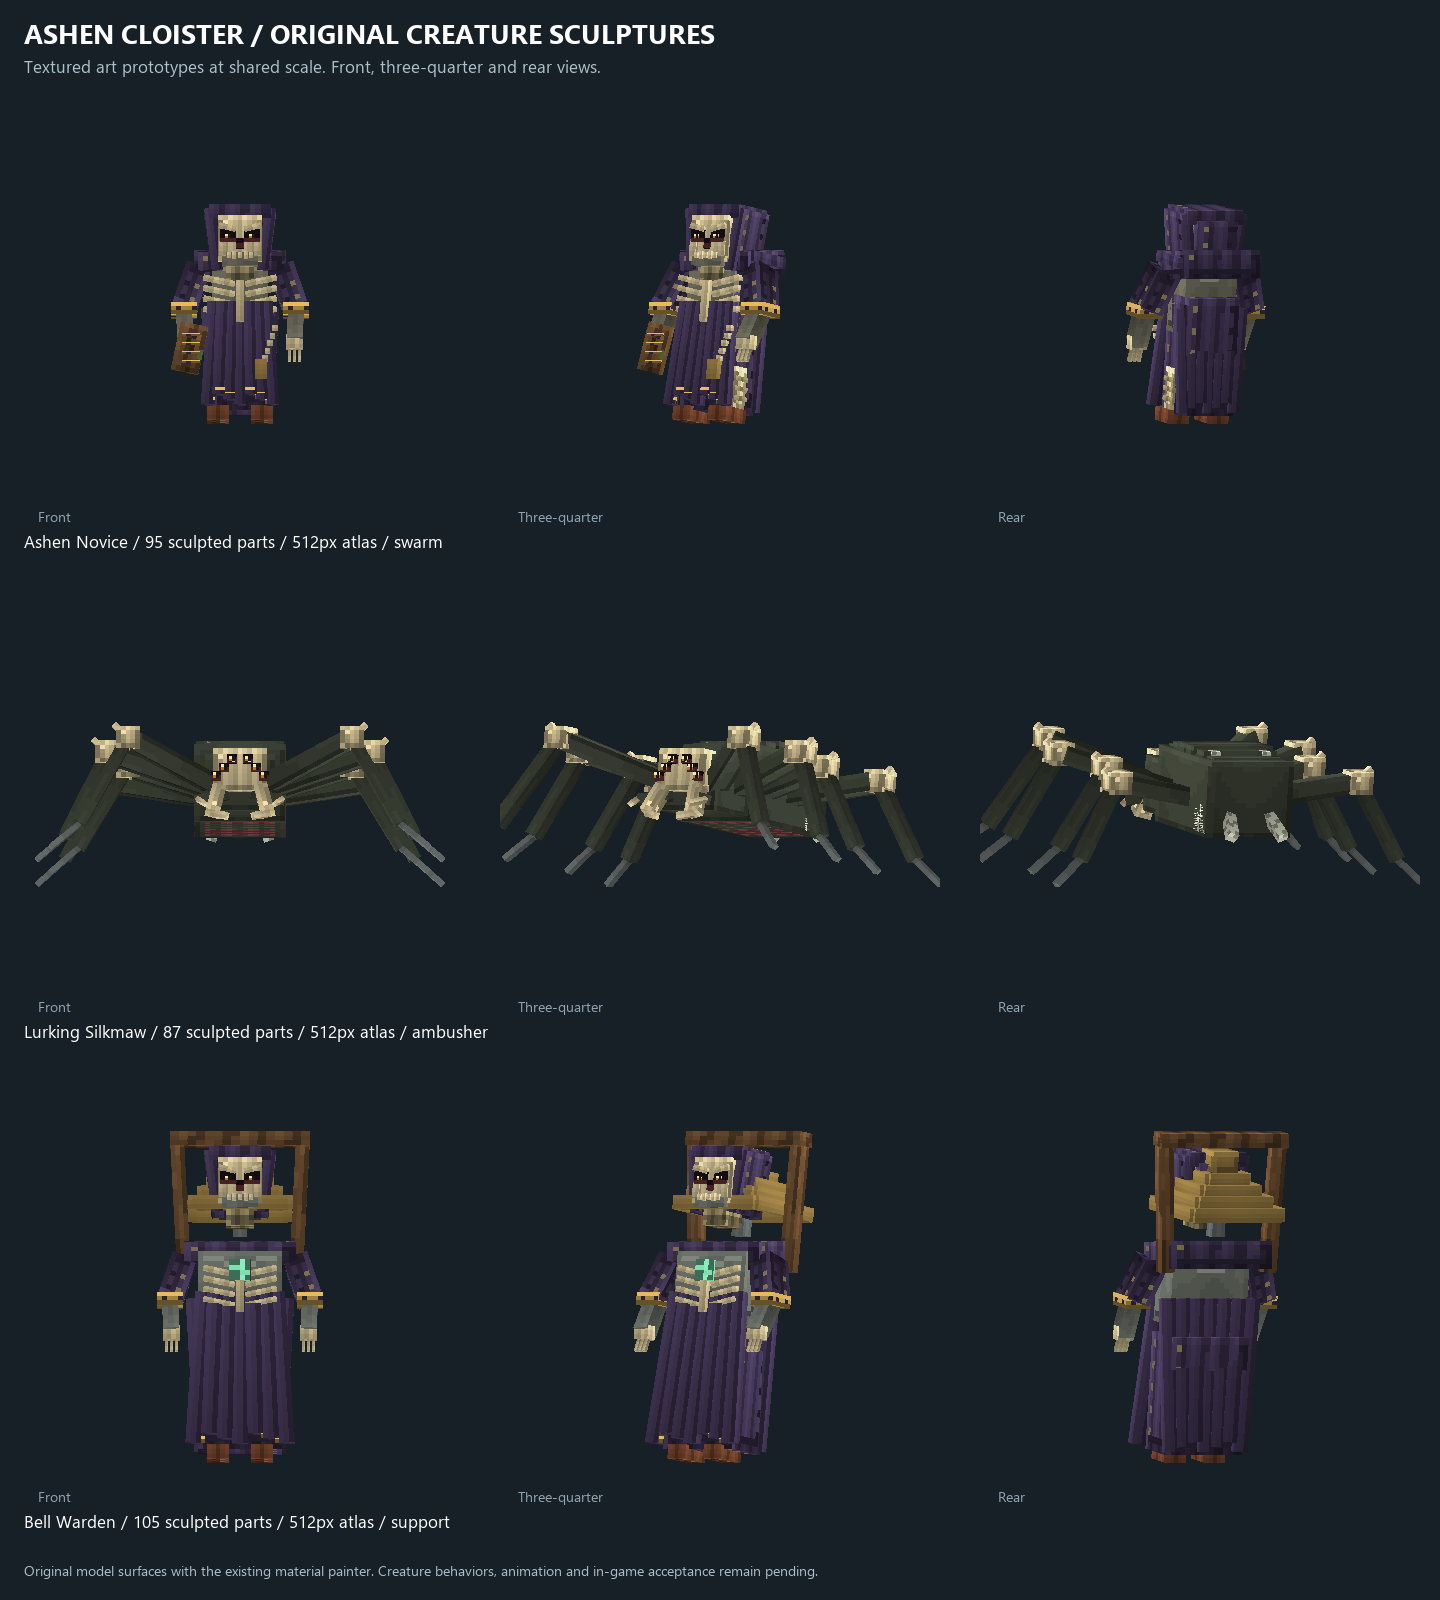 ASHEN CLOISTER / ORIGINAL CREATURE SCULPTURES
Textured art prototypes at shared scale. Front, three-quarter and rear views.
Front
Three-quarter
Rear
Ashen Novice / 95 sculpted parts / 512px atlas / swarm
Front
Three-quarter
Rear
Lurking Silkmaw / 87 sculpted parts / 512px atlas / ambusher
Front
Three-quarter
Rear
Bell Warden / 105 sculpted parts / 512px atlas / support
Original model surfaces with the existing material painter. Creature behaviors, animation and in-game acceptance remain pending.